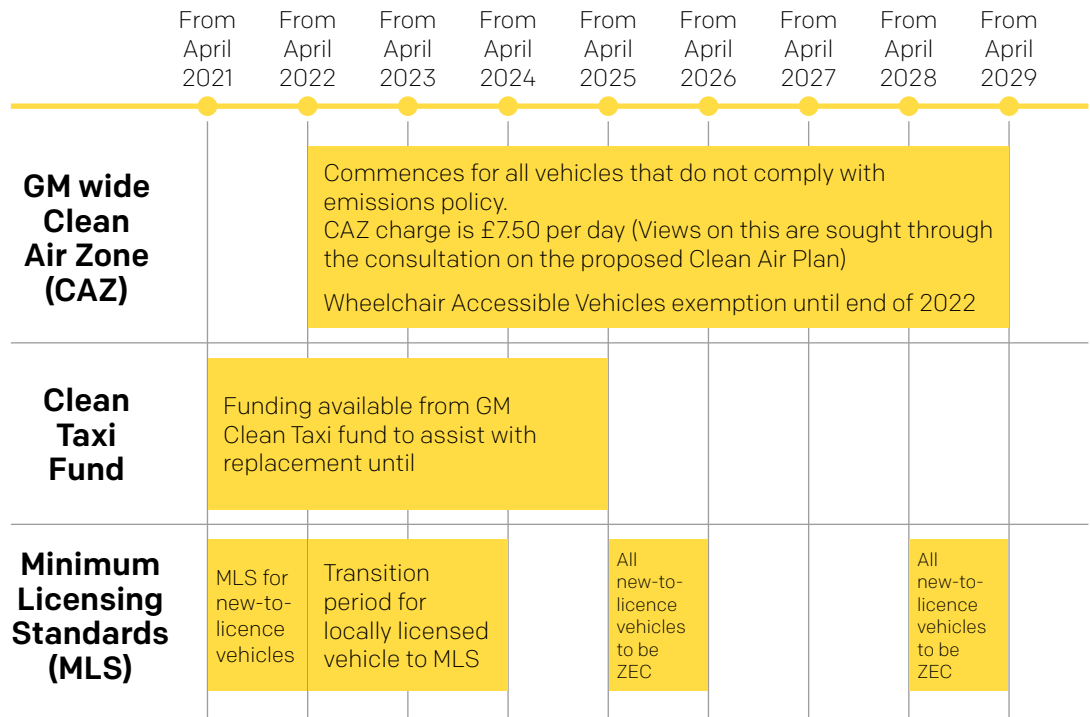 From April 2021
From April 2022
From April 2023
From April 2024
From April 2025
From April 2026
From April 2027
From April 2028
From April 2029
GM wide
Clean
Air Zone
(CAZ)
Commences for all vehicles that do not comply with
emissions policy.
CAZ charge is £7.50 per day (Views on this are sought through
the consultation on the proposed Clean Air Plan)
Wheelchair Accessible Vehicles exemption until end of 2022
Clean
Taxi
Fund
Funding available from GM
Clean Taxi fund to assist with
replacement until
Minimum
Licensing
Standards
(MLS)
MLS for
new-to-
licence
vehicles
Transition
period for
locally licensed
vehicle to MLS
All
new-to-
licence
vehicles
to be
ZEC
All
new-to-
licence
vehicles
to be
ZEC